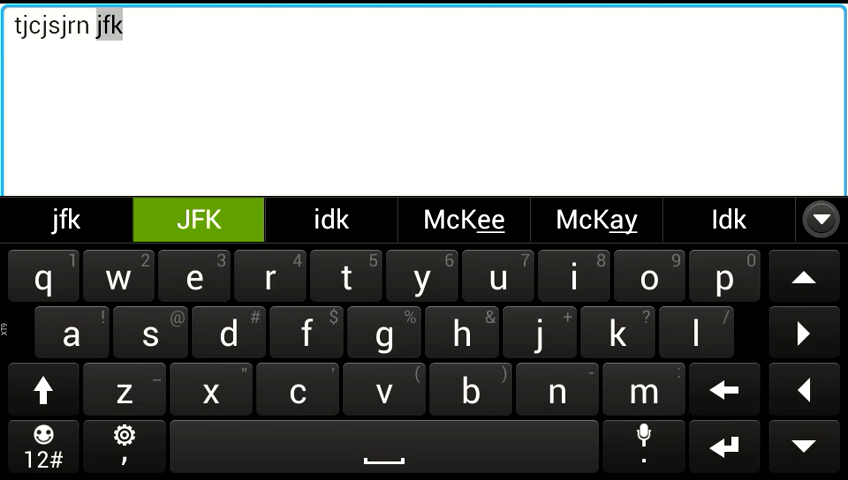 tjcjsjrn jfk
jfk JFK idk McKee McKay Idk
q 1 w 2 e 3 r 4 t 5 y 6 u 7 i 8 o 9 p 0
XT9 a ! s @ d # f $ g % h & j + k ? l /
z _ x " c ' v ( b ) n - m :
12# , .